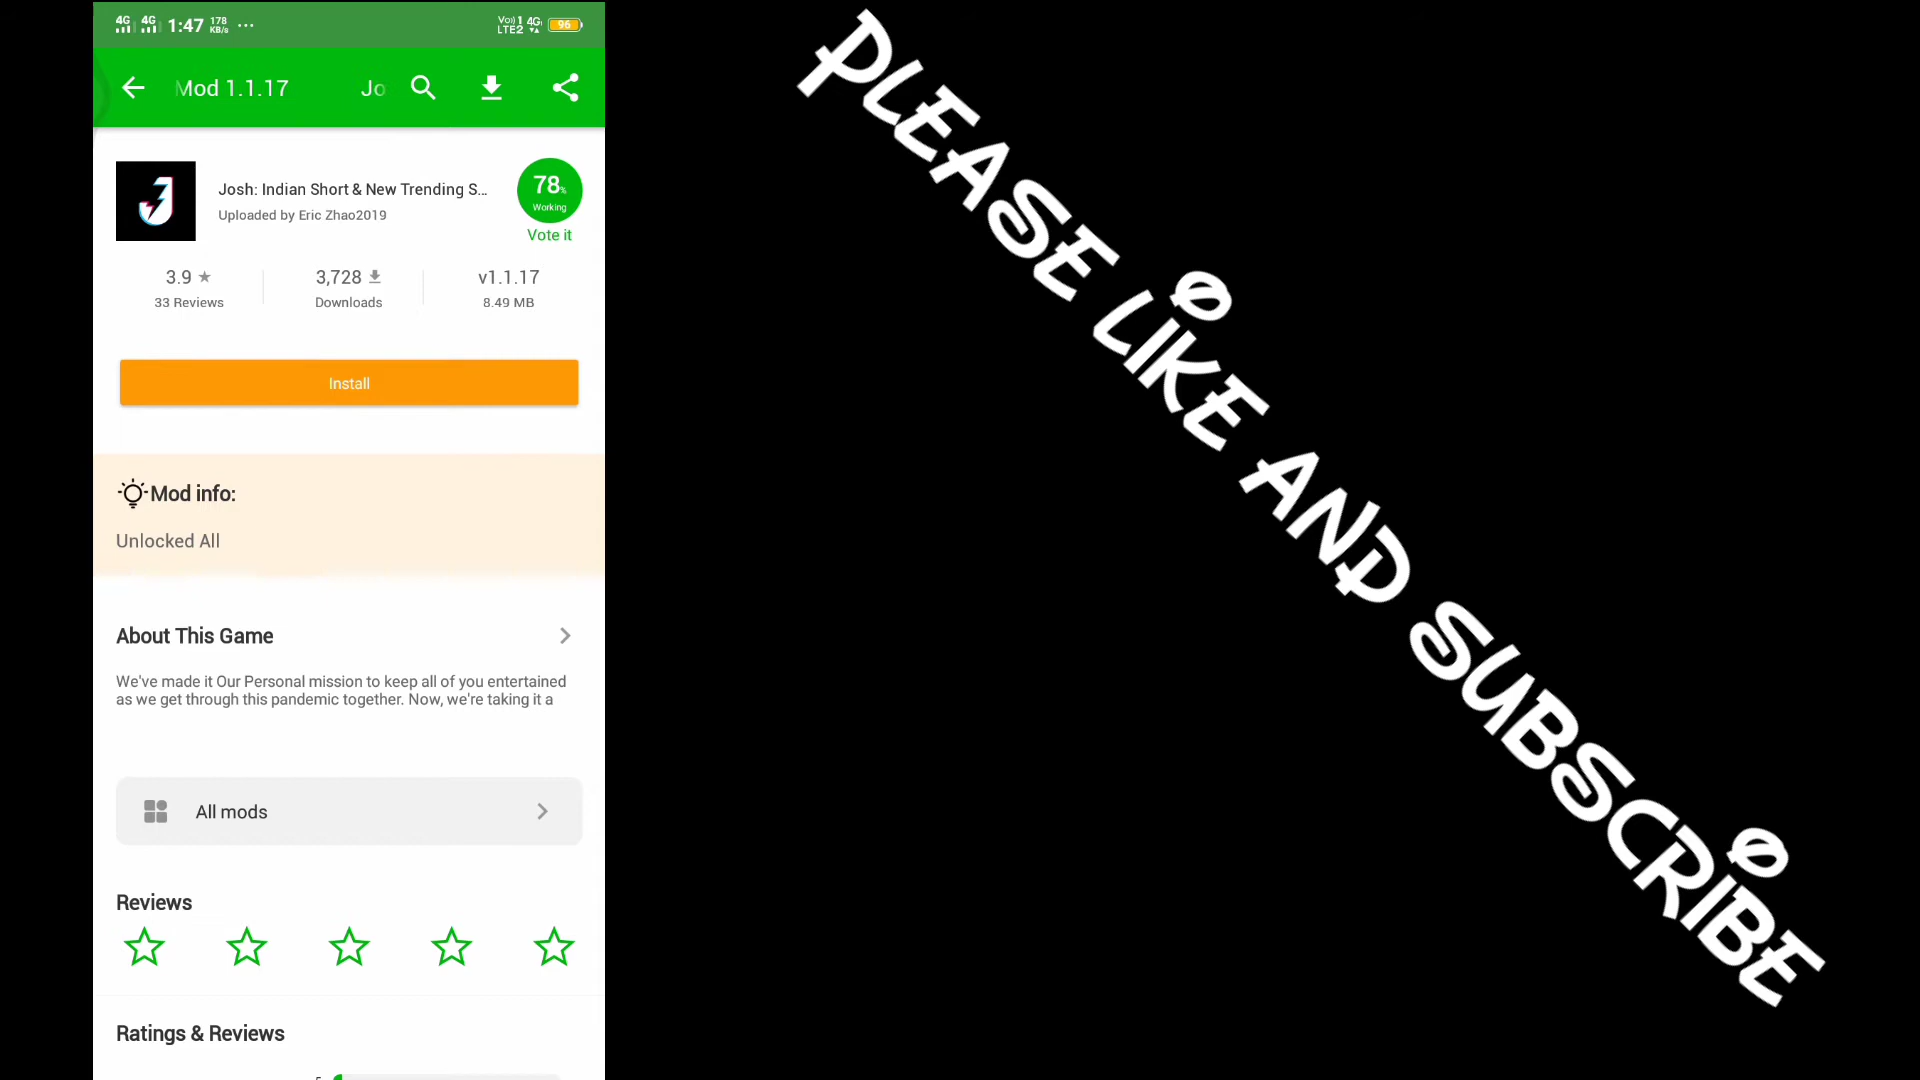 4G 4G 1:47 178 KB/s ... Vo) 1 4G LTE2 96
Mod 1.1.17 Jo
Josh: Indian Short & New Trending S...
Uploaded by Eric Zhao2019
78%
Working
Vote it
3.9 ★ 3,728 v1.1.17
33 Reviews Downloads 8.49 MB
Install
Mod info:
Unlocked All
About This Game
We've made it Our Personal mission to keep all of you entertained
as we get through this pandemic together. Now, we're taking it a
All mods
Reviews
Ratings & Reviews
PLEASE LIKE AND SUBSCRIBE